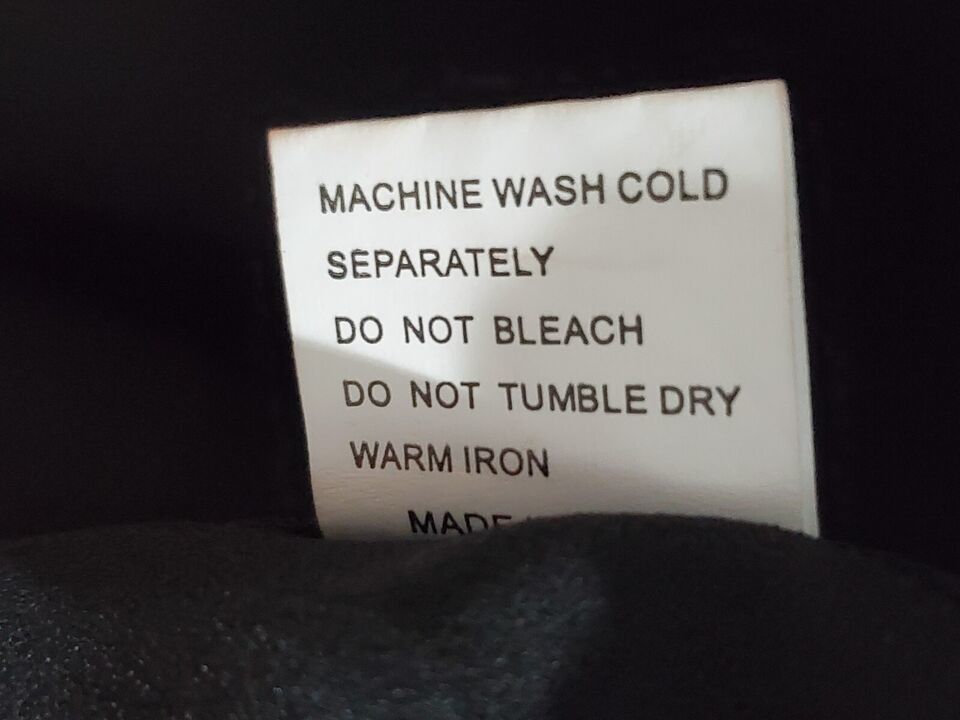 MACHINE WASH COLD
SEPARATELY
DO NOT BLEACH
DO NOT TUMBLE DRY
WARM IRON
MADE